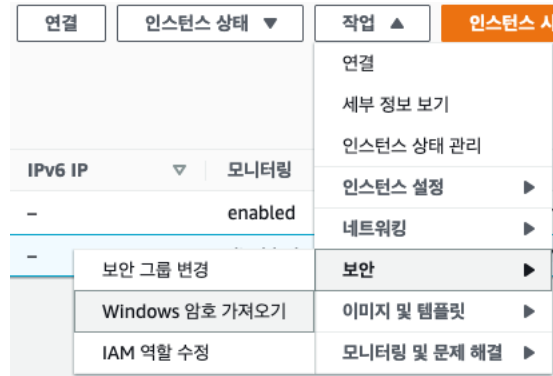 연결
인스턴스 상태 ▼
작업 ▲
인스턴스 시
연결
세부 정보 보기
인스턴스 상태 관리
IPv6 IP ▽ 모니터링
인스턴스 설정 ▶
– enabled
네트워킹 ▶
–
보안 그룹 변경
보안 ▶
Windows 암호 가져오기
이미지 및 템플릿 ▶
IAM 역할 수정
모니터링 및 문제 해결 ▶